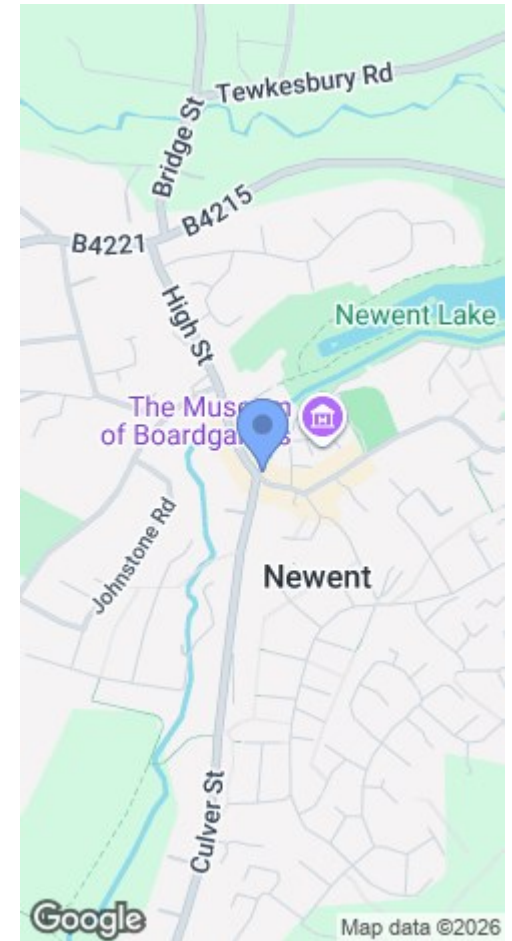 Tewkesbury Rd
Bridge St
B4215
B4221
High St
Newent Lake
The Museum
of Boardgames
Johnstone Rd
Newent
Culver St
Google
Map data ©2026